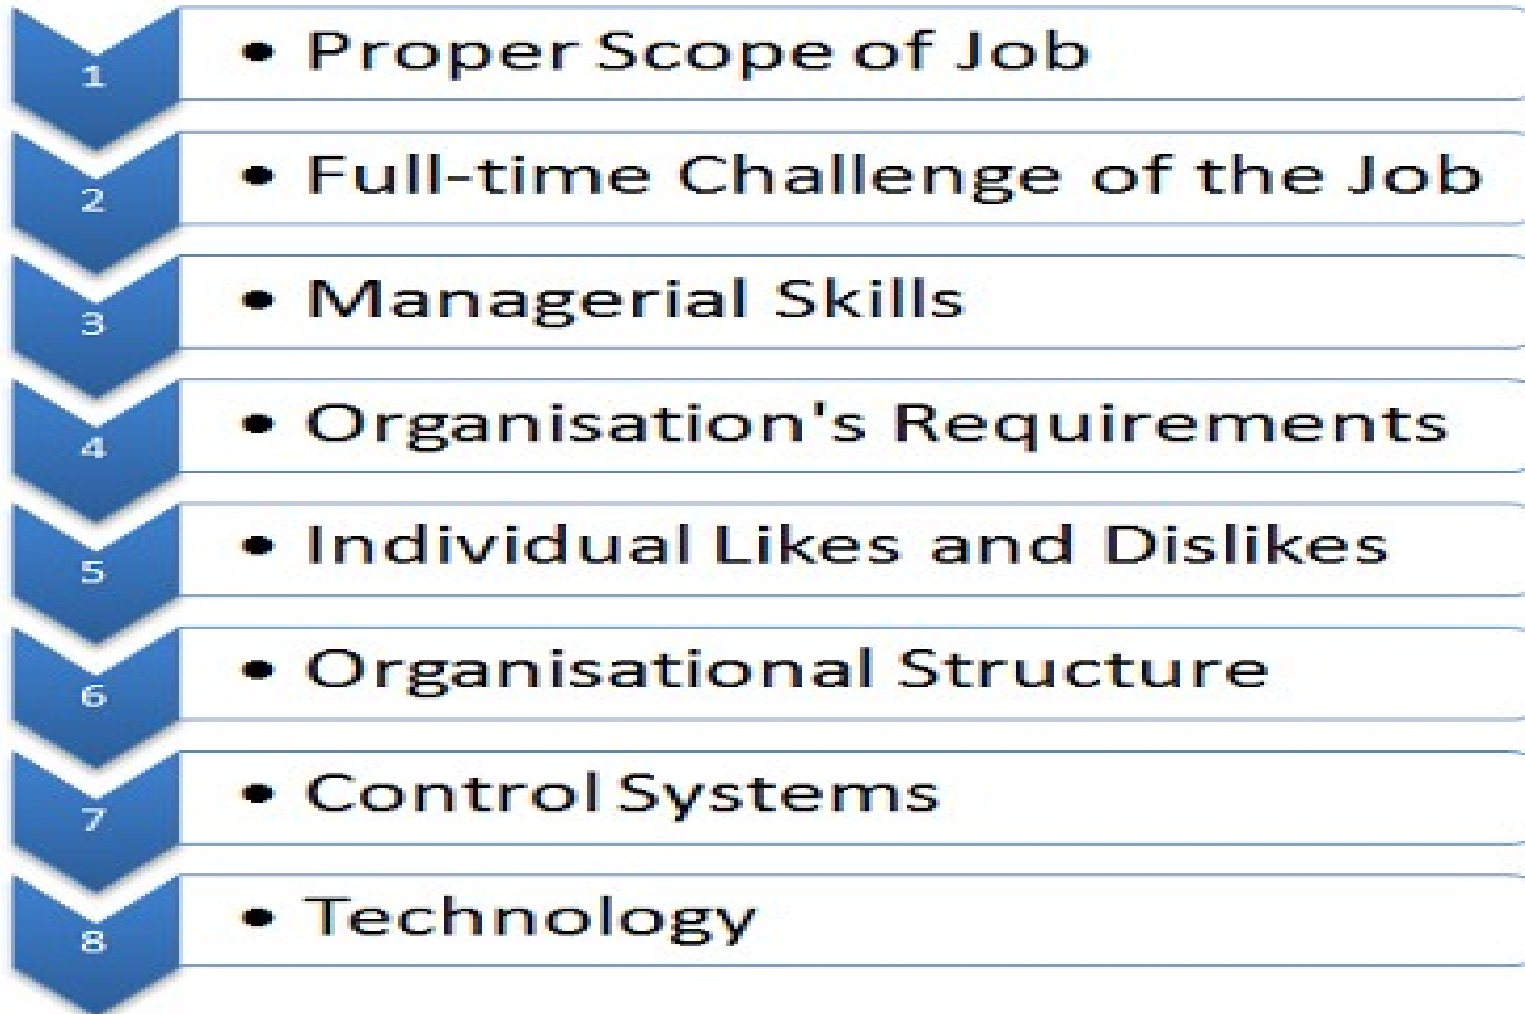 1
• Proper Scope of Job
2
• Full-time Challenge of the Job
3
• Managerial Skills
4
• Organisation's Requirements
5
• Individual Likes and Dislikes
6
• Organisational Structure
7
• Control Systems
8
• Technology